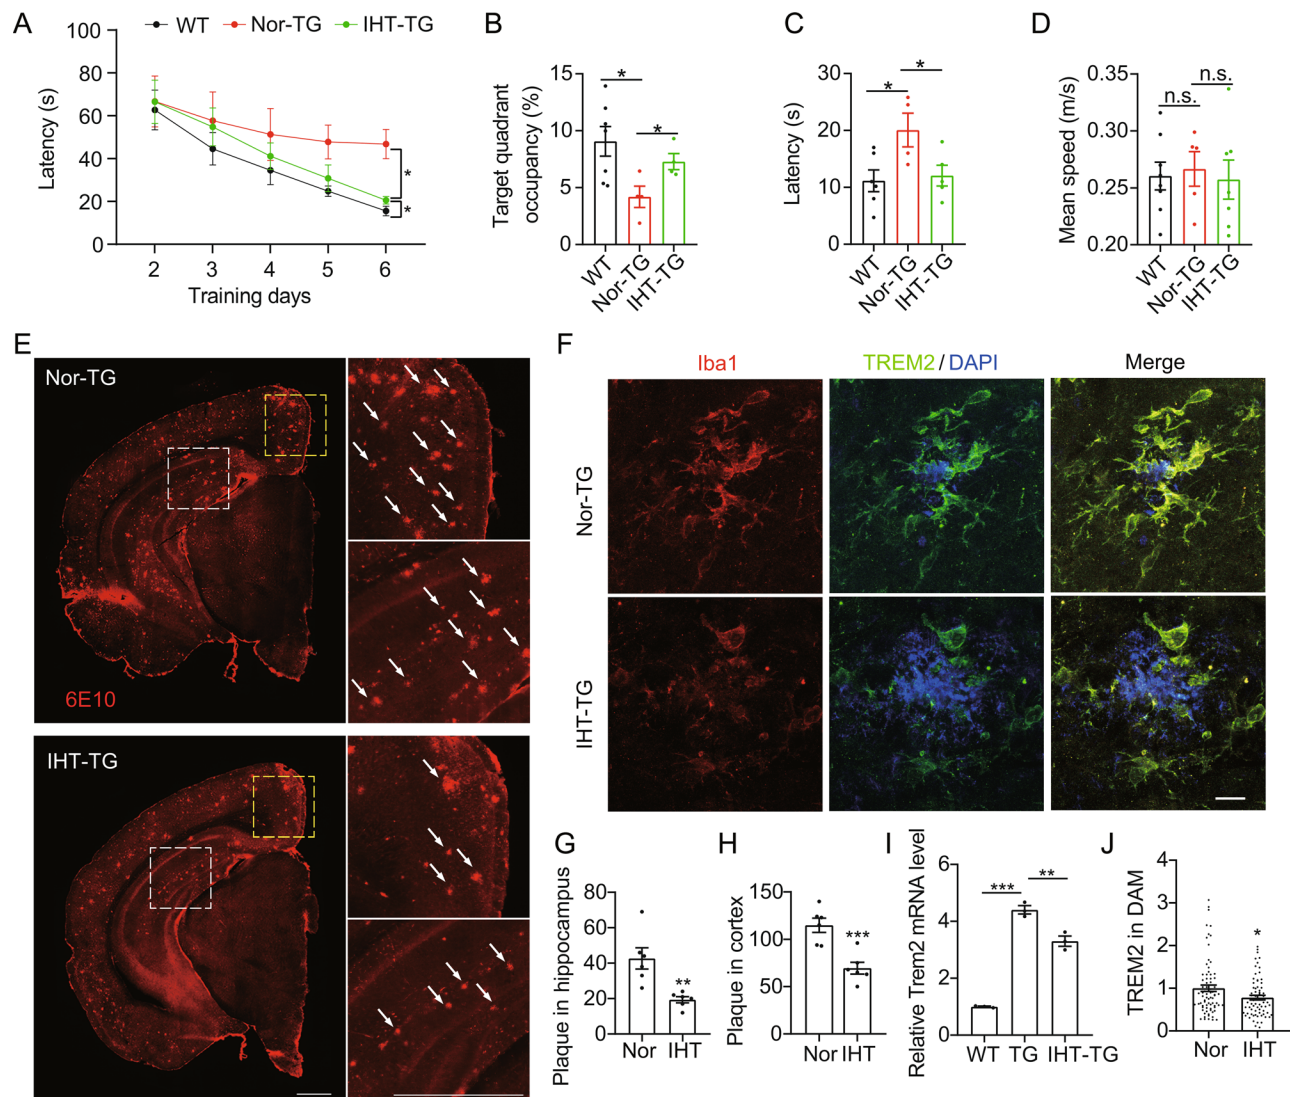 A
WT
Nor-TG
IHT-TG
Latency (s)
100
80
60
40
20
0
*
*
2 3 4 5 6
Training days
B
Target quadrant
occupancy (%)
15
10
5
0
*
*
WT
Nor-TG
IHT-TG
C
Latency (s)
30
20
10
0
*
*
WT
Nor-TG
IHT-TG
D
Mean speed (m/s)
0.35
0.30
0.25
0.20
n.s.
n.s.
WT
Nor-TG
IHT-TG
E
Nor-TG
6E10
IHT-TG
F
Iba1
TREM2 / DAPI
Merge
Nor-TG
IHT-TG
G
Plaque in hippocampus
80
60
40
20
0
**
Nor IHT
H
Plaque in cortex
150
100
50
0
***
Nor IHT
I
Relative Trem2 mRNA level
6
4
2
0
***
**
WT TG IHT-TG
J
TREM2 in DAM
4
3
2
1
0
*
Nor IHT